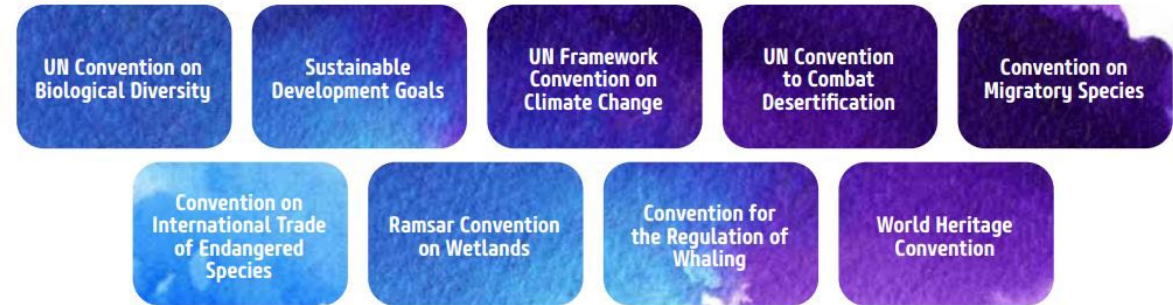 UN Convention on
Biological Diversity
Sustainable
Development Goals
UN Framework
Convention on
Climate Change
UN Convention
to Combat
Desertification
Convention on
Migratory Species
Convention on
International Trade
of Endangered
Species
Ramsar Convention
on Wetlands
Convention for
the Regulation of
Whaling
World Heritage
Convention